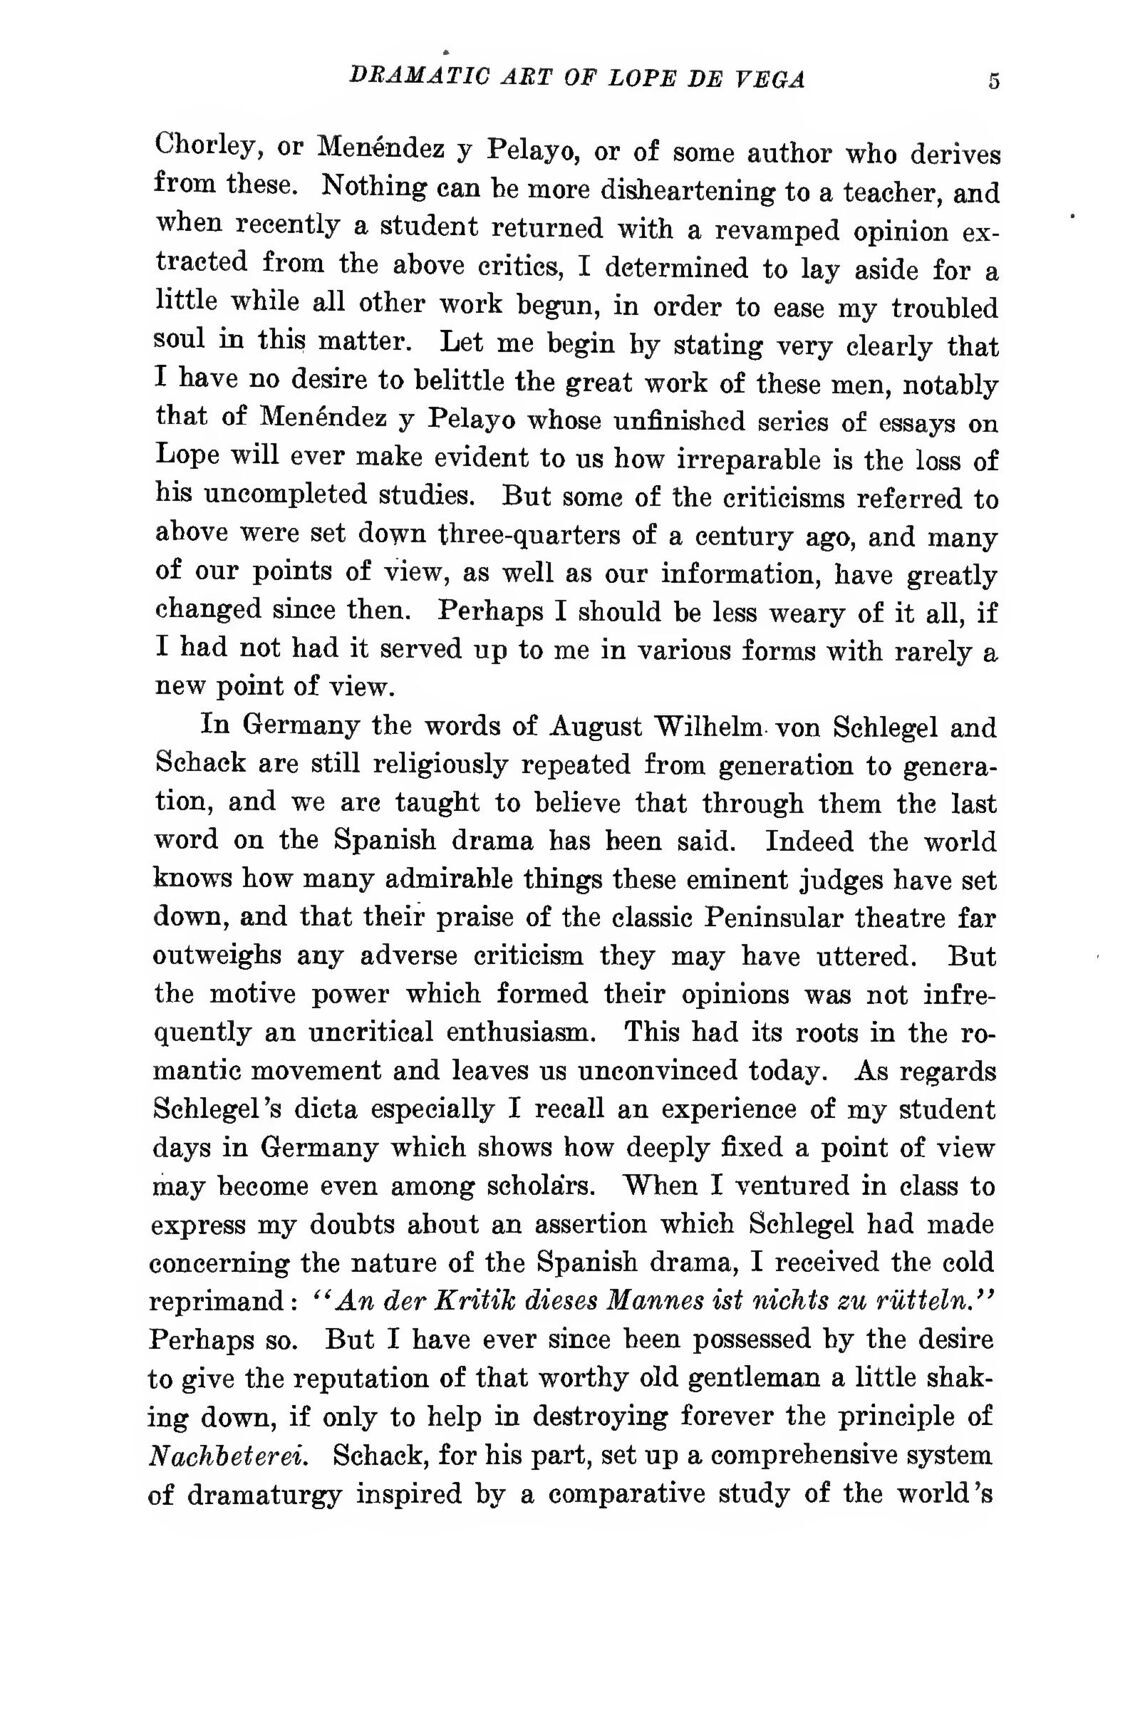 DRAMATIC ART OF LOPE DE VEGA 5
Chorley, or Menéndez y Pelayo, or of some author who derives
from these. Nothing can be more disheartening to a teacher, and
when recently a student returned with a revamped opinion ex-
tracted from the above critics, I determined to lay aside for a
little while all other work begun, in order to ease my troubled
soul in this matter. Let me begin by stating very clearly that
I have no desire to belittle the great work of these men, notably
that of Menéndez y Pelayo whose unfinished series of essays on
Lope will ever make evident to us how irreparable is the loss of
his uncompleted studies. But some of the criticisms referred to
above were set down three-quarters of a century ago, and many
of our points of view, as well as our information, have greatly
changed since then. Perhaps I should be less weary of it all, if
I had not had it served up to me in various forms with rarely a
new point of view.
In Germany the words of August Wilhelm von Schlegel and
Schack are still religiously repeated from generation to genera-
tion, and we are taught to believe that through them the last
word on the Spanish drama has been said. Indeed the world
knows how many admirable things these eminent judges have set
down, and that their praise of the classic Peninsular theatre far
outweighs any adverse criticism they may have uttered. But
the motive power which formed their opinions was not infre-
quently an uncritical enthusiasm. This had its roots in the ro-
mantic movement and leaves us unconvinced today. As regards
Schlegel's dicta especially I recall an experience of my student
days in Germany which shows how deeply fixed a point of view
may become even among scholars. When I ventured in class to
express my doubts about an assertion which Schlegel had made
concerning the nature of the Spanish drama, I received the cold
reprimand: "An der Kritik dieses Mannes ist nichts zu rütteln."
Perhaps so. But I have ever since been possessed by the desire
to give the reputation of that worthy old gentleman a little shak-
ing down, if only to help in destroying forever the principle of
Nachbeterei. Schack, for his part, set up a comprehensive system
of dramaturgy inspired by a comparative study of the world's